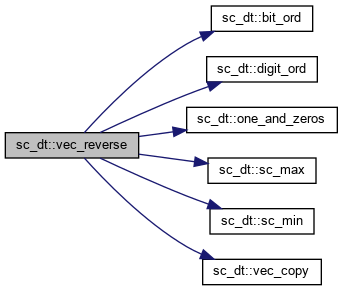 sc_dt::bit_ord
sc_dt::digit_ord
sc_dt::one_and_zeros
sc_dt::vec_reverse
sc_dt::sc_max
sc_dt::sc_min
sc_dt::vec_copy